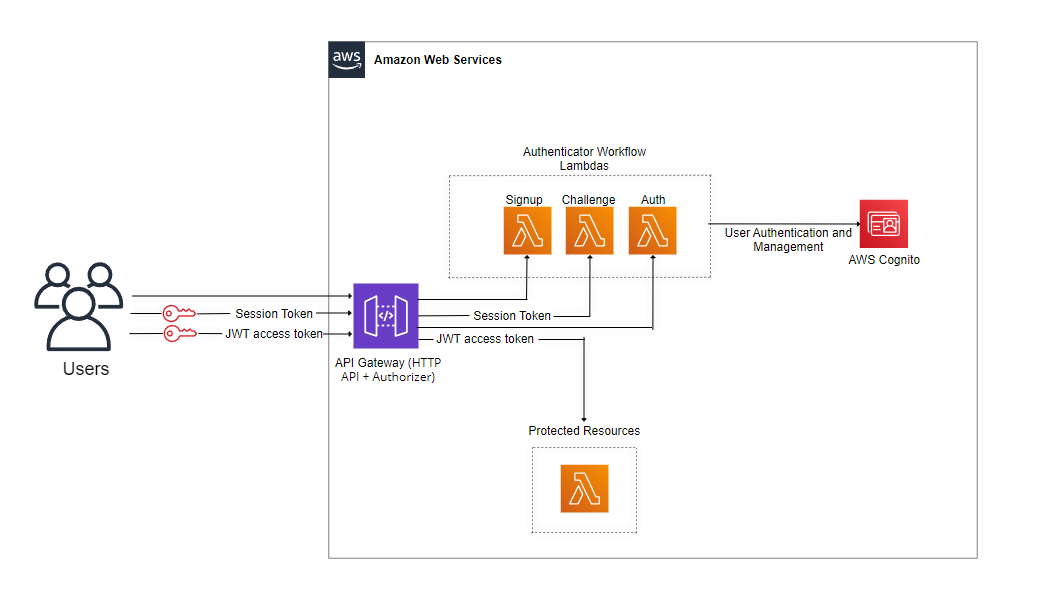 aws
Amazon Web Services
Authenticator Workflow
Lambdas
Signup
Challenge
Auth
User Authentication and
Management
AWS Cognito
Session Token
JWT access token
Session Token
JWT access token
Users
API Gateway (HTTP
API + Authorizer)
Protected Resources